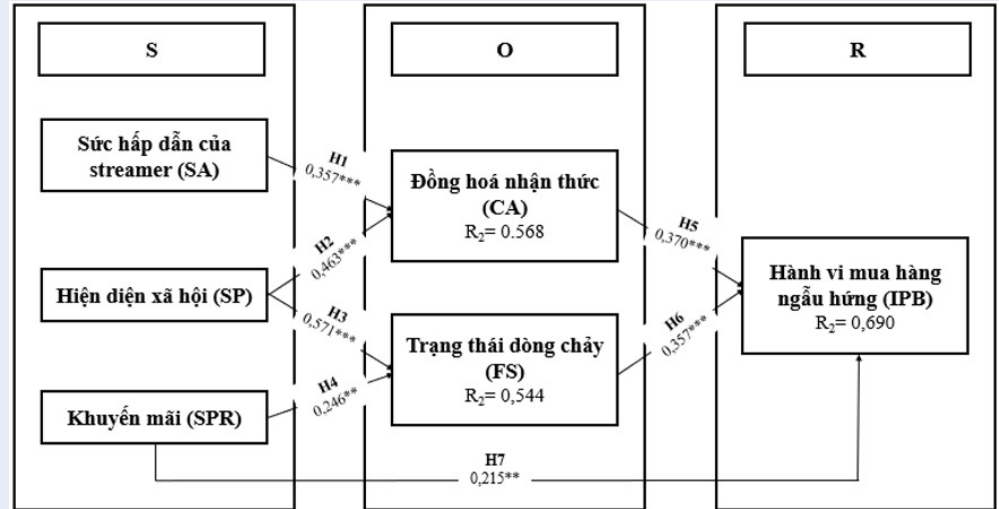 S
O
R
Sức hấp dẫn của
streamer (SA)
H1
0,357***
Đồng hoá nhận thức
(CA)
R₂= 0.568
H2
0,463***
H5
0,370***
Hiện diện xã hội (SP)
Hành vi mua hàng
ngẫu hứng (IPB)
R₂= 0,690
H3
0,571***
H6
0,357***
Trạng thái dòng chảy
(FS)
R₂= 0,544
H4
0,246**
Khuyến mãi (SPR)
H7
0,215**